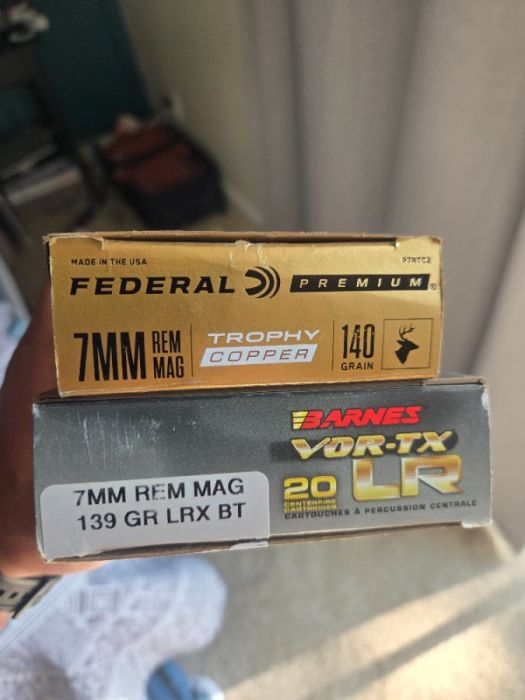 MADE IN THE USA
P7RTC2
FEDERAL PREMIUM®
7MM REM MAG
TROPHY COPPER
140 GRAIN
BARNES
VOR-TX
LR
20 CENTERFIRE CARTRIDGES
CARTOUCHES À PERCUSSION CENTRALE
7MM REM MAG
139 GR LRX BT